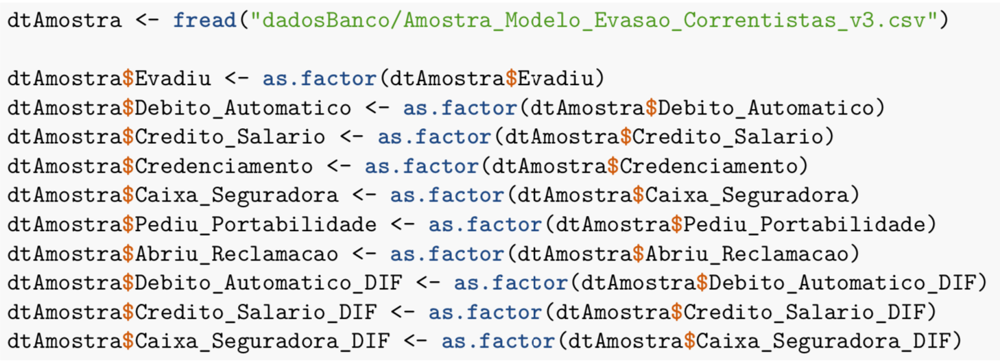 dtAmostra <- fread("dadosBanco/Amostra_Modelo_Evasao_Correntistas_v3.csv")
dtAmostra$Evadiu <- as.factor(dtAmostra$Evadiu)
dtAmostra$Debito_Automatico <- as.factor(dtAmostra$Debito_Automatico)
dtAmostra$Credito_Salario <- as.factor(dtAmostra$Credito_Salario)
dtAmostra$Credenciamento <- as.factor(dtAmostra$Credenciamento)
dtAmostra$Caixa_Seguradora <- as.factor(dtAmostra$Caixa_Seguradora)
dtAmostra$Pediu_Portabilidade <- as.factor(dtAmostra$Pediu_Portabilidade)
dtAmostra$Abriu_Reclamacao <- as.factor(dtAmostra$Abriu_Reclamacao)
dtAmostra$Debito_Automatico_DIF <- as.factor(dtAmostra$Debito_Automatico_DIF)
dtAmostra$Credito_Salario_DIF <- as.factor(dtAmostra$Credito_Salario_DIF)
dtAmostra$Caixa_Seguradora_DIF <- as.factor(dtAmostra$Caixa_Seguradora_DIF)